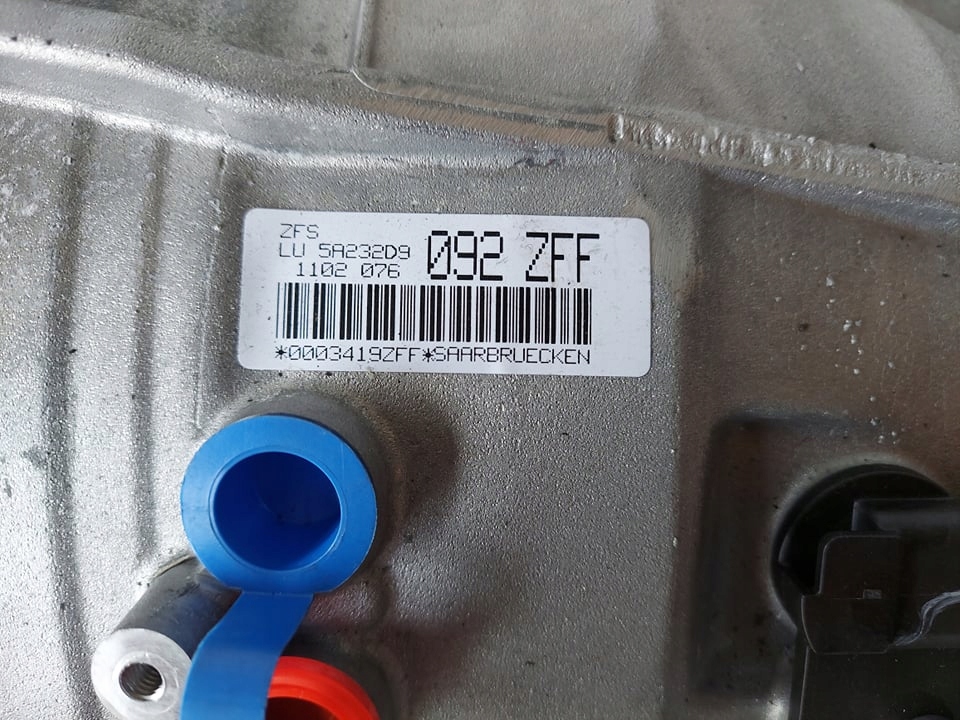 ZFS
LU 5A232D9 092 ZFF
1102 076
*0003419ZFF*SAARBRUECKEN